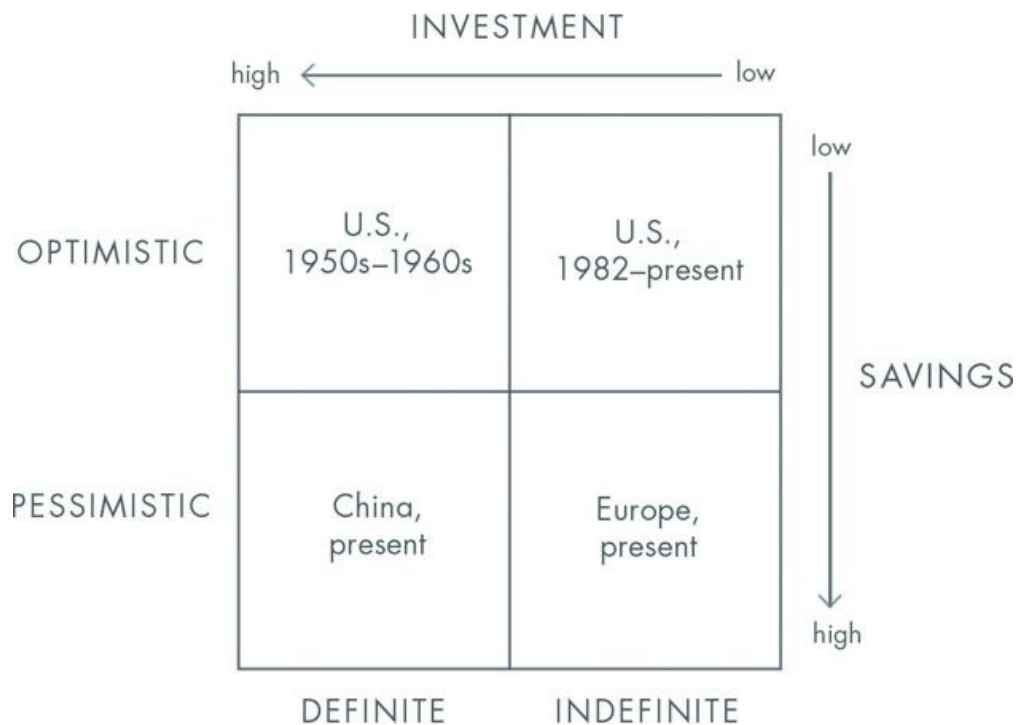 INVESTMENT
high
low
low
U.S.,
1950s–1960s
U.S.,
1982–present
OPTIMISTIC
SAVINGS
China,
present
Europe,
present
PESSIMISTIC
high
DEFINITE
INDEFINITE